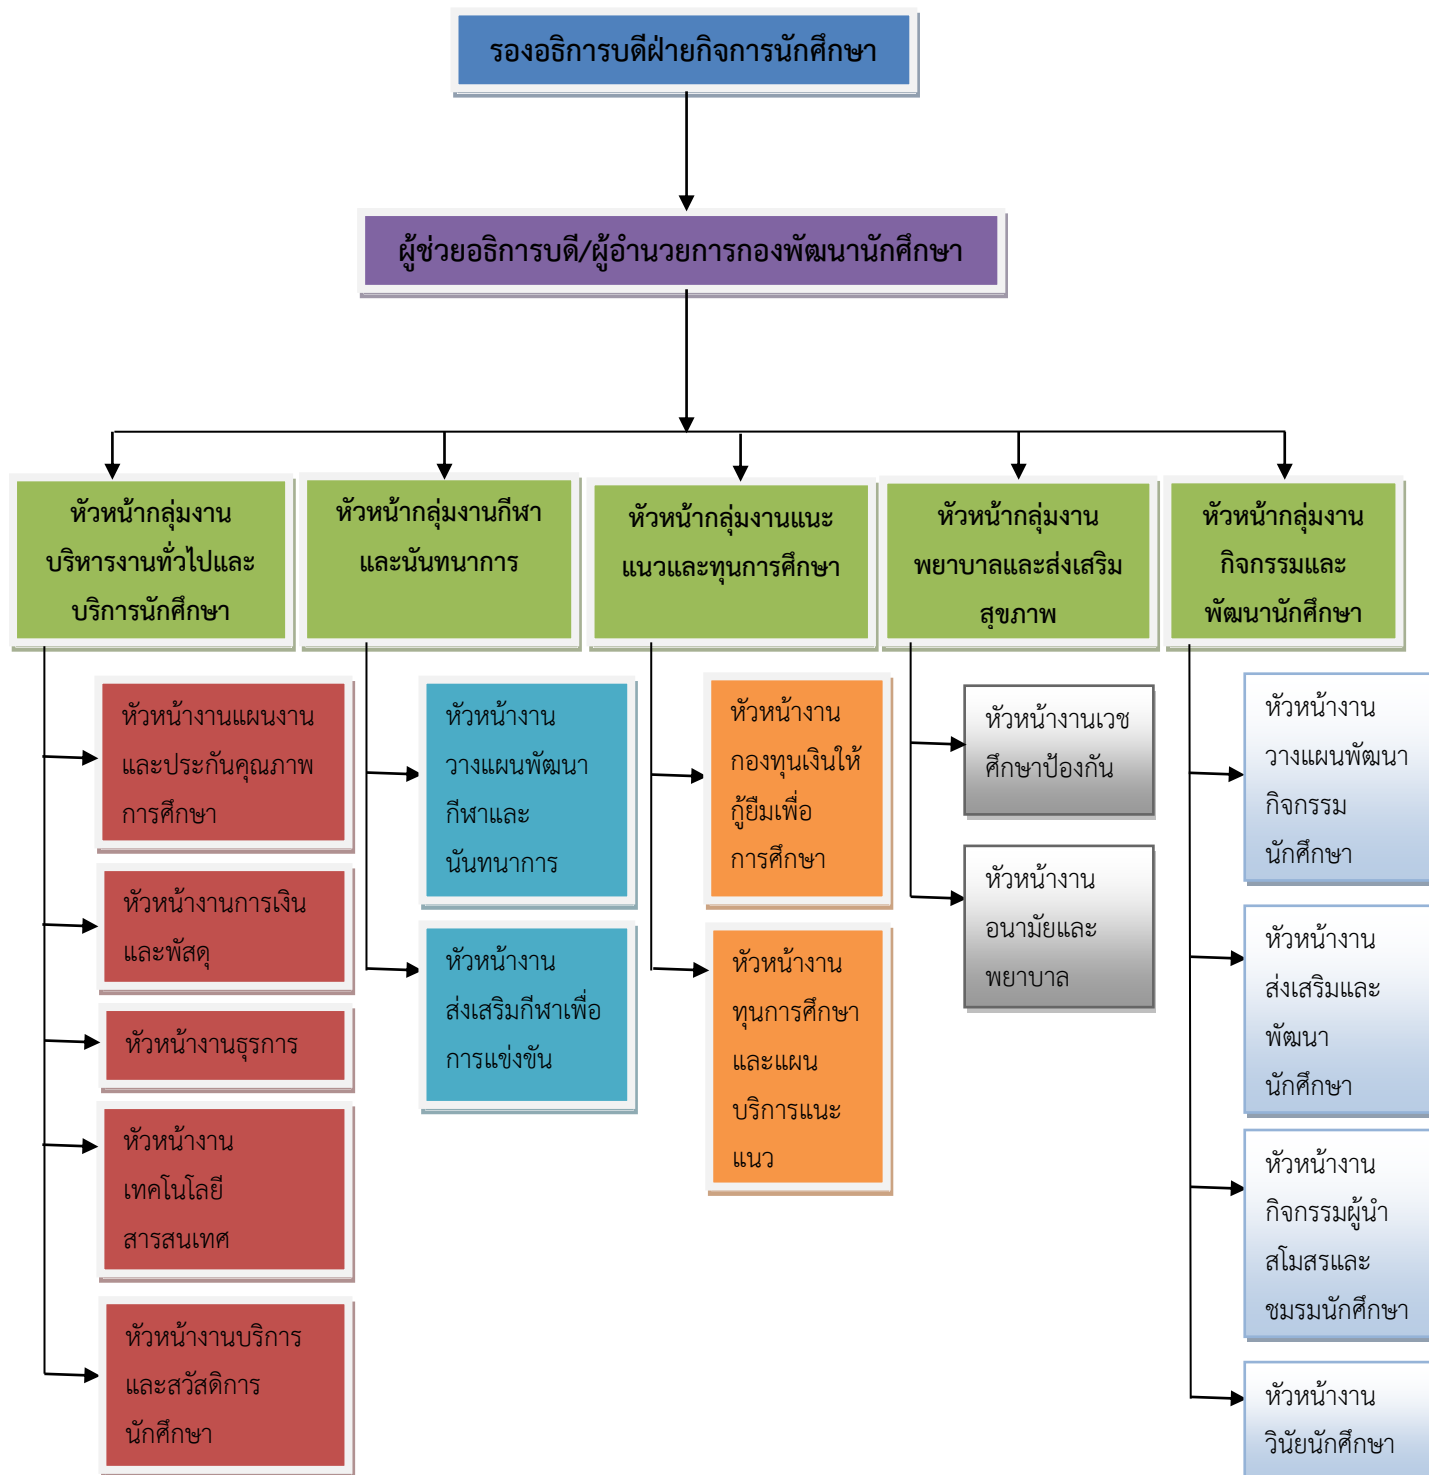 รองอธิการบดีฝ่ายกิจการนักศึกษา
ผู้ช่วยอธิการบดี/ผู้อำนวยการกองพัฒนานักศึกษา
หัวหน้ากลุ่มงาน
บริหารงานทั่วไปและ
บริการนักศึกษา
หัวหน้ากลุ่มงานกีฬา
และนันทนาการ
หัวหน้ากลุ่มงานแนะ
แนวและทุนการศึกษา
หัวหน้ากลุ่มงาน
พยาบาลและส่งเสริม
สุขภาพ
หัวหน้ากลุ่มงาน
กิจกรรมและ
พัฒนานักศึกษา
หัวหน้างานแผนงาน
และประกันคุณภาพ
การศึกษา
หัวหน้างานการเงิน
และพัสดุ
หัวหน้างานธุรการ
หัวหน้างาน
เทคโนโลยี
สารสนเทศ
หัวหน้างานบริการ
และสวัสดิการ
นักศึกษา
หัวหน้างาน
วางแผนพัฒนา
กีฬาและ
นันทนาการ
หัวหน้างาน
ส่งเสริมกีฬาเพื่อ
การแข่งขัน
หัวหน้างาน
กองทุนเงินให้
กู้ยืมเพื่อ
การศึกษา
หัวหน้างาน
ทุนการศึกษา
และแผน
บริการแนะ
แนว
หัวหน้างานเวช
ศึกษาป้องกัน
หัวหน้างาน
อนามัยและ
พยาบาล
หัวหน้างาน
วางแผนพัฒนา
กิจกรรม
นักศึกษา
หัวหน้างาน
ส่งเสริมและ
พัฒนา
นักศึกษา
หัวหน้างาน
กิจกรรมผู้นำ
สโมสรและ
ชมรมนักศึกษา
หัวหน้างาน
วินัยนักศึกษา